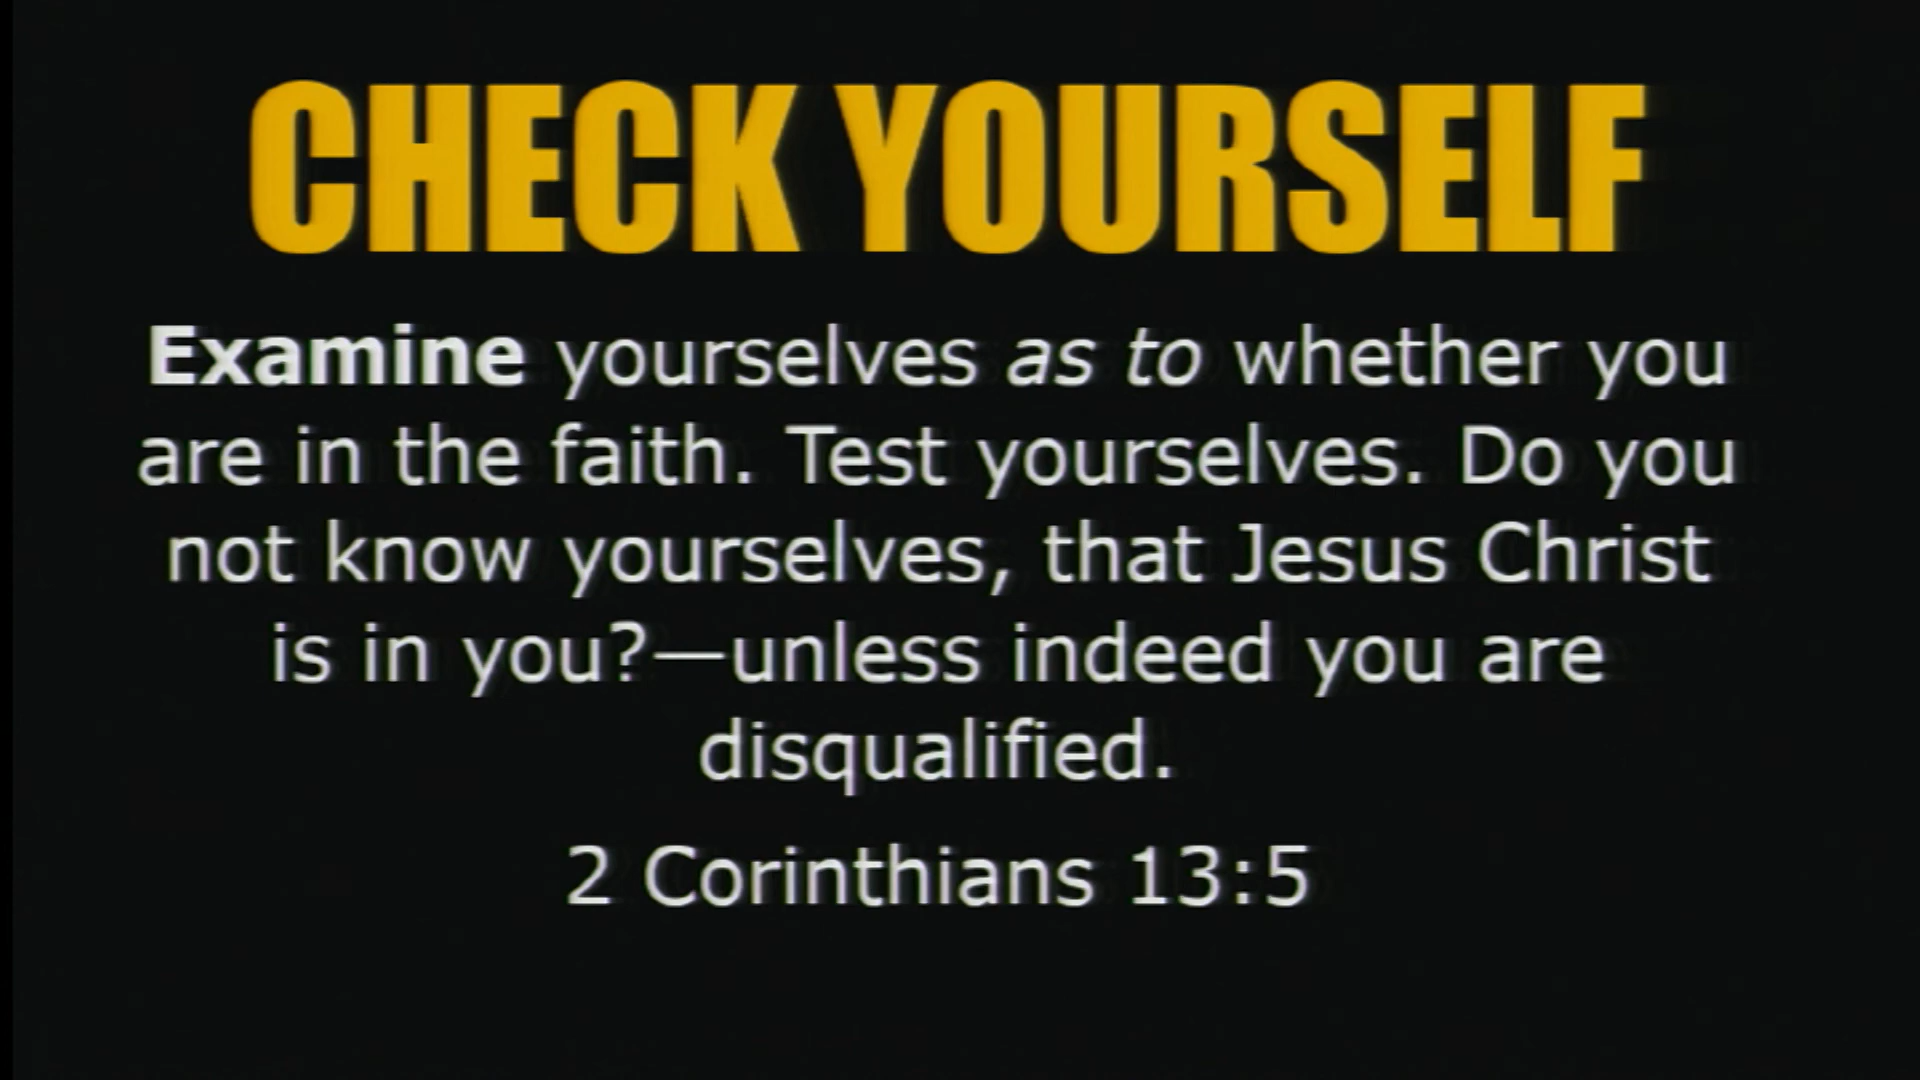 CHECK YOURSELF
Examine yourselves as to whether you
are in the faith. Test yourselves. Do you
not know yourselves, that Jesus Christ
is in you?—unless indeed you are
disqualified.
2 Corinthians 13:5